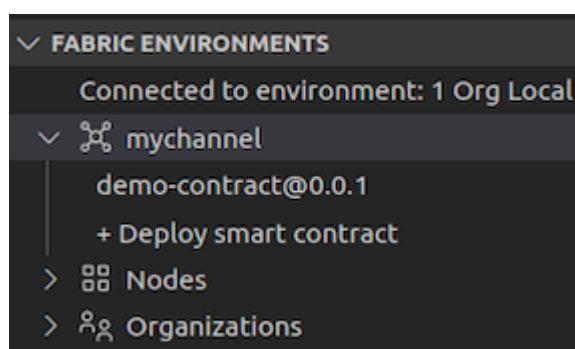 FABRIC ENVIRONMENTS
Connected to environment: 1 Org Local
mychannel
demo-contract@0.0.1
+ Deploy smart contract
Nodes
Organizations